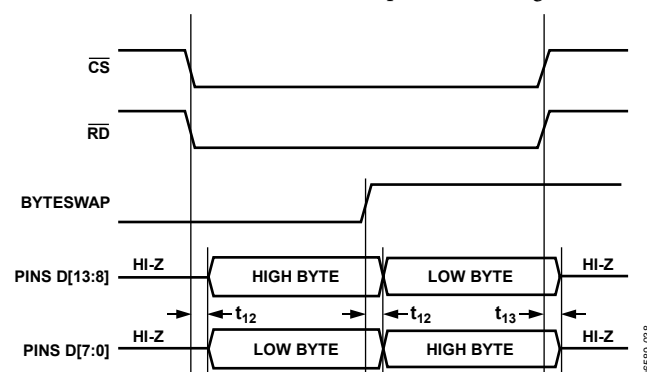 CS
RD
BYTESWAP
PINS D[13:8] HI-Z HIGH BYTE LOW BYTE HI-Z
t12 t12 t13
PINS D[7:0] HI-Z LOW BYTE HIGH BYTE HI-Z